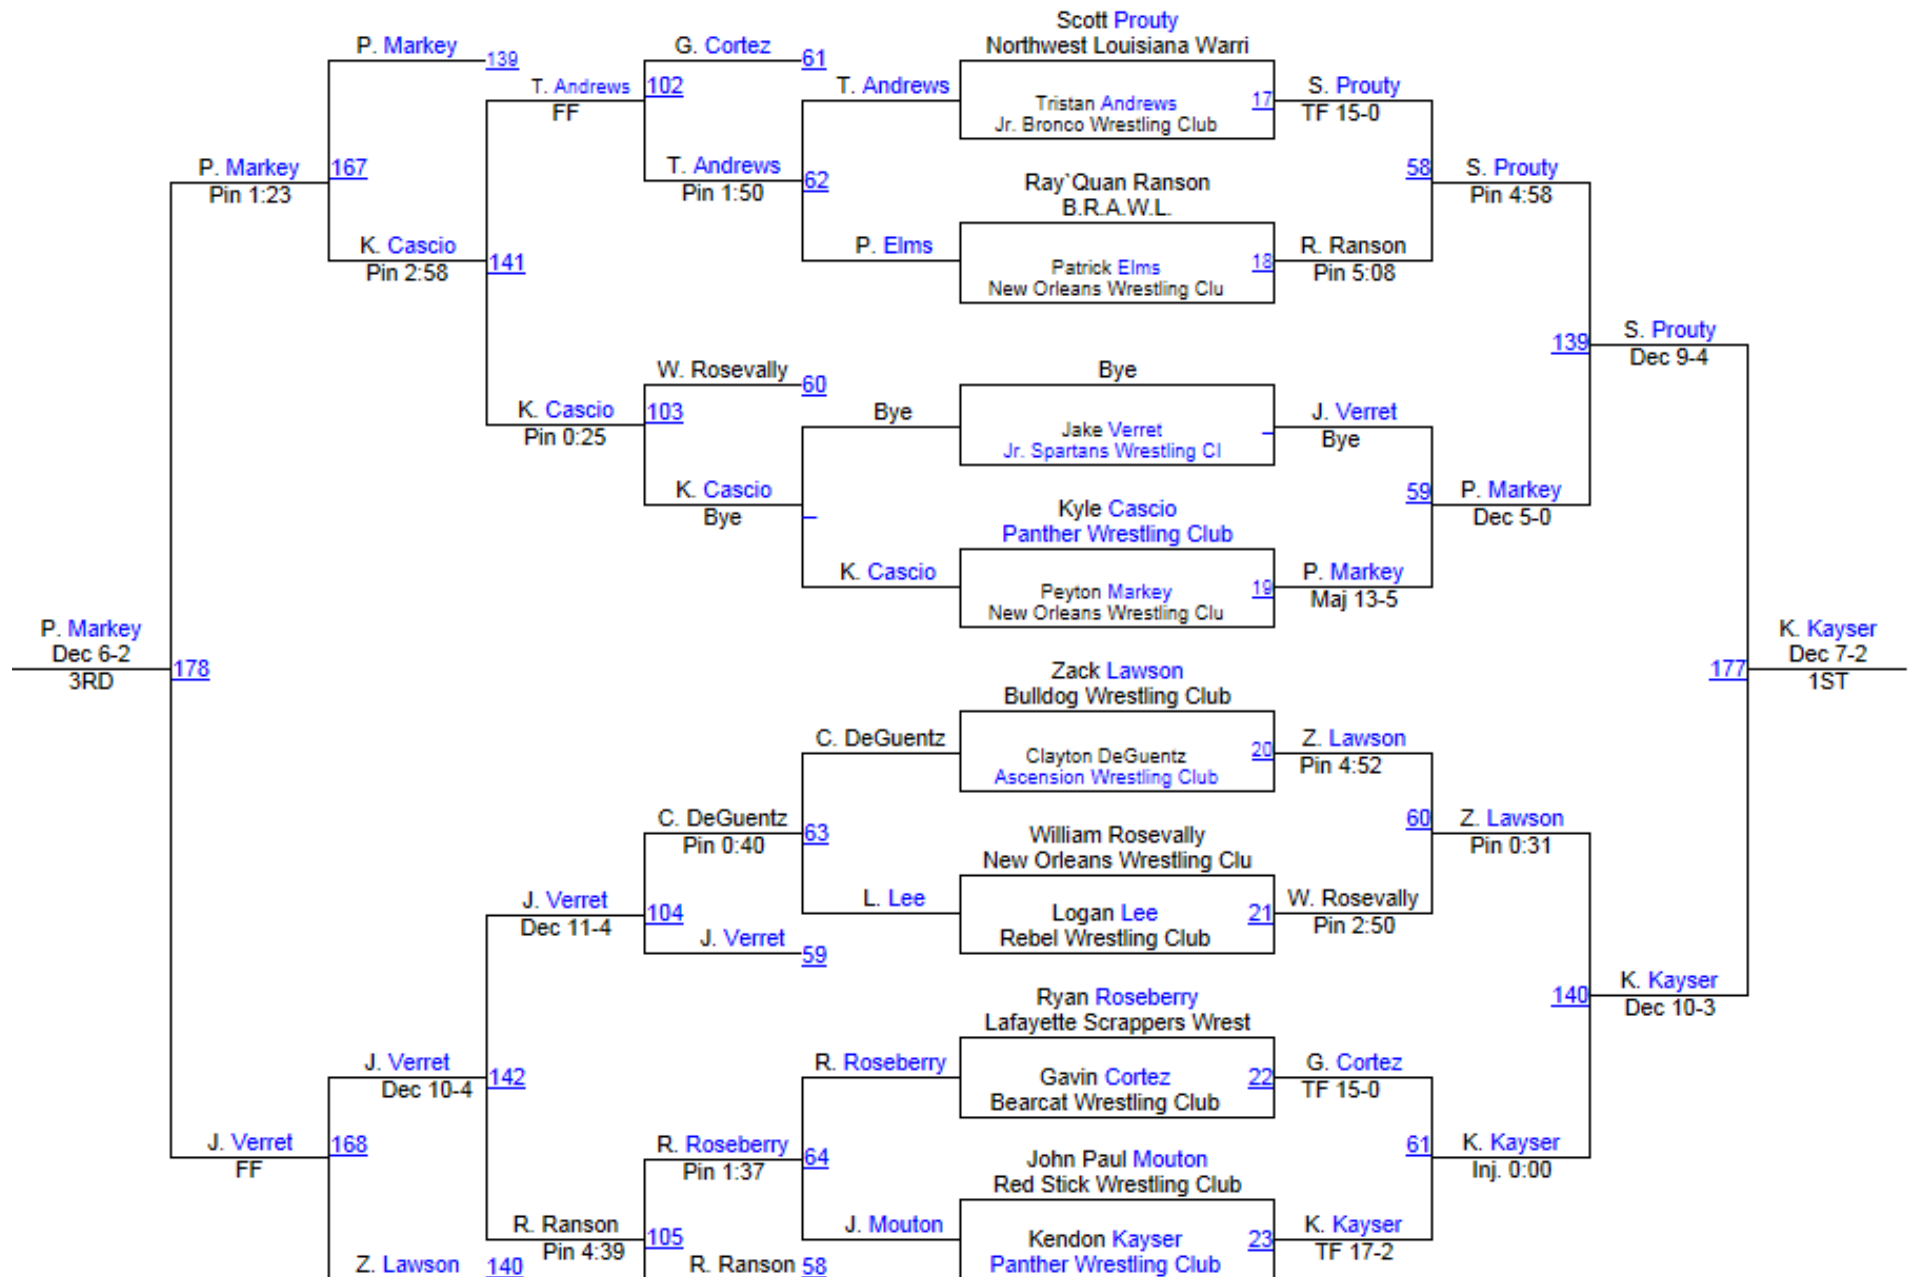 Scott Prouty
P. Markey
G. Cortez
Northwest Louisiana Warri
139
61
T. Andrews
102
T. Andrews
S. Prouty
FF
Tristan Andrews
17
TF 15-0
Jr. Bronco Wrestling Club
P. Markey
167
T. Andrews
58
S. Prouty
Pin 1:23
Pin 1:50
62
Ray`Quan Ranson
Pin 4:58
B.R.A.W.L.
K. Cascio
P. Elms
R. Ranson
Pin 2:58
141
Patrick Elms
18
Pin 5:08
New Orleans Wrestling Clu
S. Prouty
139
Dec 9-4
W. Rosevally
60
Bye
K. Cascio
103
Bye
J. Verret
Pin 0:25
Jake Verret
Bye
Jr. Spartans Wrestling Cl
K. Cascio
59
P. Markey
Bye
Kyle Cascio
Dec 5-0
Panther Wrestling Club
K. Cascio
P. Markey
Peyton Markey
19
Maj 13-5
New Orleans Wrestling Clu
P. Markey
K. Kayser
Dec 6-2
Dec 7-2
3RD
178
177
1ST
Zack Lawson
Bulldog Wrestling Club
C. DeGuentz
Z. Lawson
Clayton DeGuentz
20
Pin 4:52
Ascension Wrestling Club
C. DeGuentz
60
Z. Lawson
Pin 0:40
63
William Rosevally
Pin 0:31
New Orleans Wrestling Clu
J. Verret
L. Lee
W. Rosevally
Dec 11-4
104
Logan Lee
21
Pin 2:50
J. Verret
59
Rebel Wrestling Club
K. Kayser
140
Dec 10-3
Ryan Roseberry
Lafayette Scrappers Wrest
J. Verret
R. Roseberry
G. Cortez
Dec 10-4
142
Gavin Cortez
22
TF 15-0
Bearcat Wrestling Club
J. Verret
168
R. Roseberry
61
K. Kayser
FF
Pin 1:37
64
John Paul Mouton
Inj. 0:00
Red Stick Wrestling Club
R. Ranson
J. Mouton
K. Kayser
Pin 4:39
105
Kendon Kayser
23
TF 17-2
Z. Lawson
140
R. Ranson
58
Panther Wrestling Club